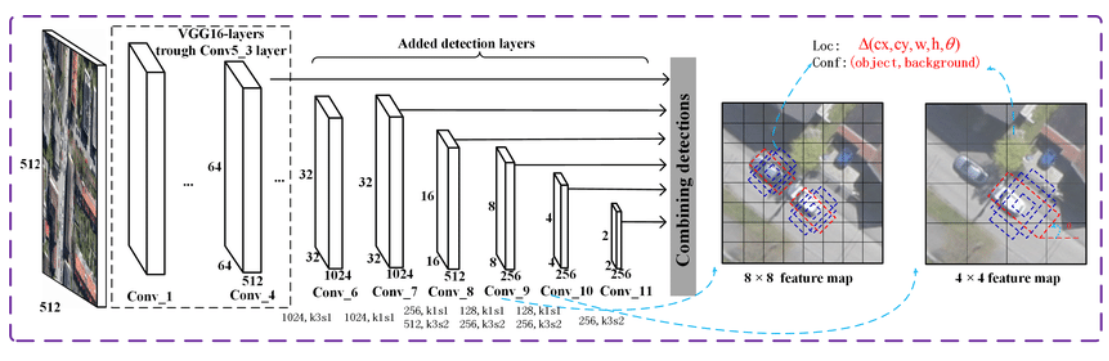 VGG16-layers
trough Conv5_3 layer
Added detection layers
Loc: Δ(cx,cy,w,h,θ)
Conf:(object,background)
512
512
64
64
512
...
...
32
32
1024
32
32
1024
16
16
512
8
8
256
4
4
256
2
2
256
Conv_1
Conv_4
Conv_6
Conv_7
Conv_8
Conv_9
Conv_10
Conv_11
1024, k3s1
1024, k1s1
256, k1s1
512, k3s2
128, k1s1
256, k3s2
128, k1s1
256, k3s2
256, k3s2
Combining detections
8 × 8 feature map
4 × 4 feature map